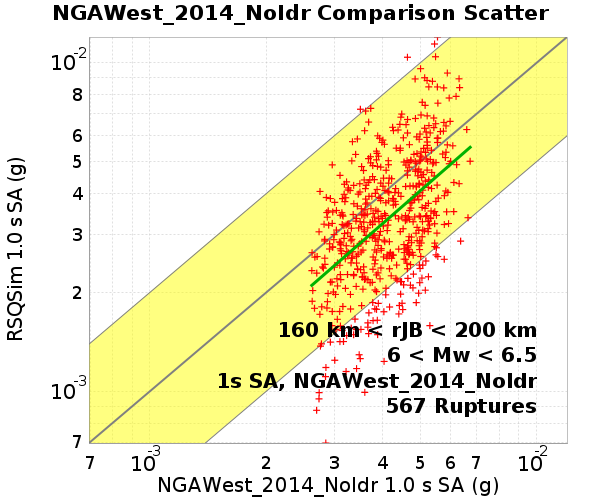 NGAWest_2014_NoIdr Comparison Scatter
RSQSim 1.0 s SA (g)
10⁻²
8
6
5
4
3
2
10⁻³
7
160 km < rJB < 200 km
6 < Mw < 6.5
1s SA, NGAWest_2014_NoIdr
567 Ruptures
7 10⁻³ 2 3 4 5 6 7 10⁻²
NGAWest_2014_NoIdr 1.0 s SA (g)